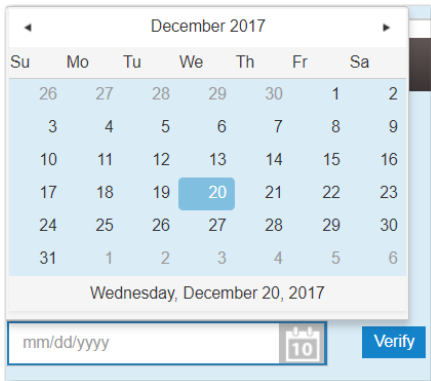 ◄ December 2017 ►
Su Mo Tu We Th Fr Sa
26 27 28 29 30 1 2
3 4 5 6 7 8 9
10 11 12 13 14 15 16
17 18 19 20 21 22 23
24 25 26 27 28 29 30
31 1 2 3 4 5 6
Wednesday, December 20, 2017
mm/dd/yyyy 10 Verify